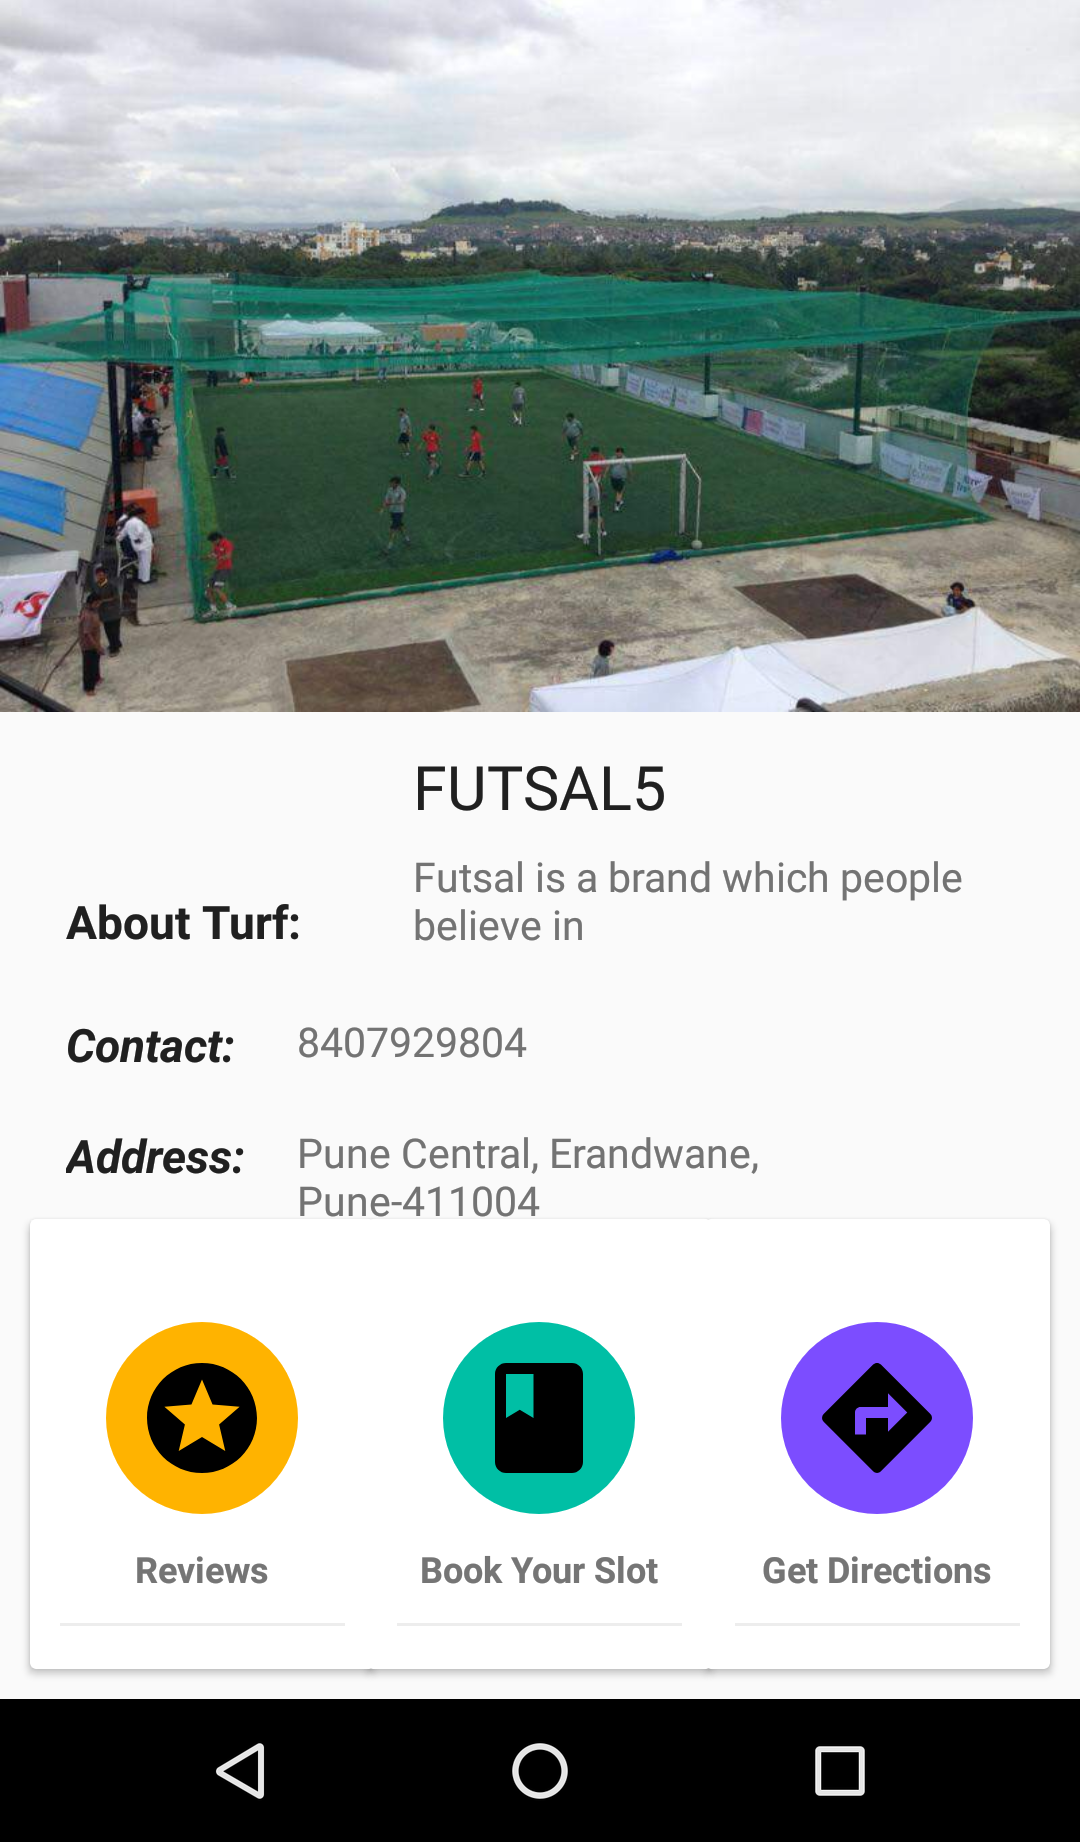 FUTSAL5
Futsal is a brand which people
believe in
About Turf:
Contact:
8407929804
Address:
Pune Central, Erandwane,
Pune-411004
Reviews
Book Your Slot
Get Directions